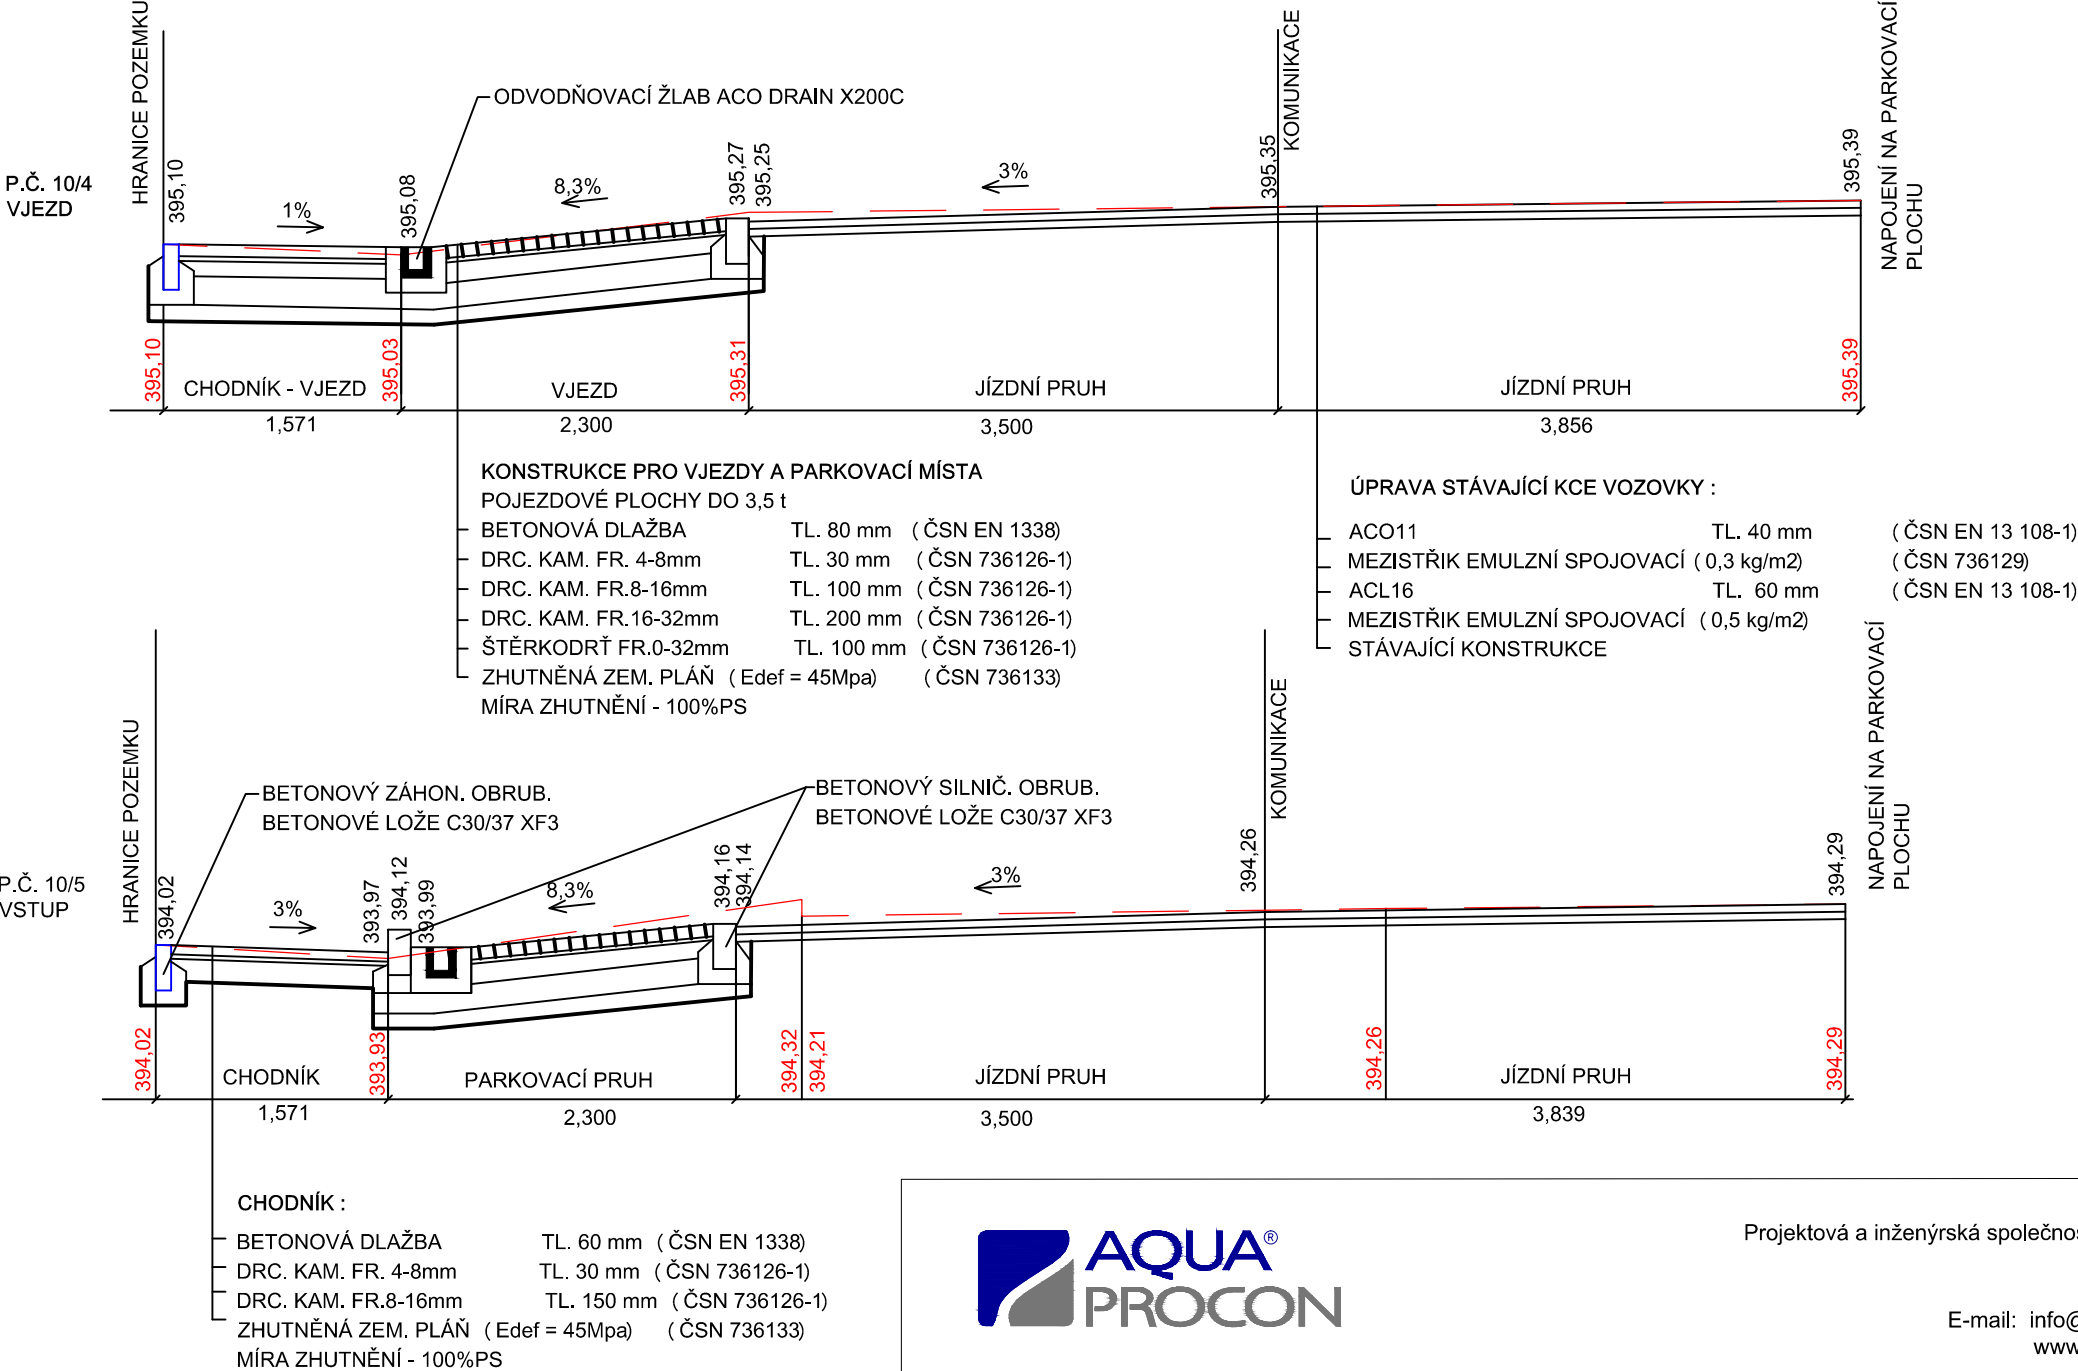 HRANICE POZEMKU
P.Č. 10/4
VJEZD
395,10
1%
ODVODŇOVACÍ ŽLAB ACO DRAIN X200C
395,08
8,3%
395,27
395,25
3%
395,35
KOMUNIKACE
395,39
NAPOJENÍ NA PARKOVACÍ
PLOCHU
395,10
CHODNÍK - VJEZD
395,03
VJEZD
395,31
JÍZDNÍ PRUH
JÍZDNÍ PRUH
395,39
1,571
2,300
3,500
3,856
KONSTRUKCE PRO VJEZDY A PARKOVACÍ MÍSTA
POJEZDOVÉ PLOCHY DO 3,5 t
BETONOVÁ DLAŽBA TL. 80 mm ( ČSN EN 1338)
DRC. KAM. FR. 4-8mm TL. 30 mm ( ČSN 736126-1)
DRC. KAM. FR.8-16mm TL. 100 mm ( ČSN 736126-1)
DRC. KAM. FR.16-32mm TL. 200 mm ( ČSN 736126-1)
ŠTĚRKODRŤ FR.0-32mm TL. 100 mm ( ČSN 736126-1)
ZHUTNĚNÁ ZEM. PLÁŇ ( Edef = 45Mpa) ( ČSN 736133)
MÍRA ZHUTNĚNÍ - 100%PS
ÚPRAVA STÁVAJÍCÍ KCE VOZOVKY :
ACO11 TL. 40 mm ( ČSN EN 13 108-1)
MEZISTŘIK EMULZNÍ SPOJOVACÍ ( 0,3 kg/m2) ( ČSN 736129)
ACL16 TL. 60 mm ( ČSN EN 13 108-1)
MEZISTŘIK EMULZNÍ SPOJOVACÍ ( 0,5 kg/m2)
STÁVAJÍCÍ KONSTRUKCE
HRANICE POZEMKU
P.Č. 10/5
VSTUP
394,02
BETONOVÝ ZÁHON. OBRUB.
BETONOVÉ LOŽE C30/37 XF3
3%
393,97
394,12
393,99
8,3%
BETONOVÝ SILNIČ. OBRUB.
BETONOVÉ LOŽE C30/37 XF3
394,16
394,14
3%
394,26
KOMUNIKACE
394,29
NAPOJENÍ NA PARKOVACÍ
PLOCHU
394,02
CHODNÍK
393,93
PARKOVACÍ PRUH
394,32
394,21
JÍZDNÍ PRUH
394,26
JÍZDNÍ PRUH
394,29
1,571
2,300
3,500
3,839
CHODNÍK :
BETONOVÁ DLAŽBA TL. 60 mm ( ČSN EN 1338)
DRC. KAM. FR. 4-8mm TL. 30 mm ( ČSN 736126-1)
DRC. KAM. FR.8-16mm TL. 150 mm ( ČSN 736126-1)
ZHUTNĚNÁ ZEM. PLÁŇ ( Edef = 45Mpa) ( ČSN 736133)
MÍRA ZHUTNĚNÍ - 100%PS
AQUA®
PROCON
Projektová a inženýrská společnos
E-mail: info@
www